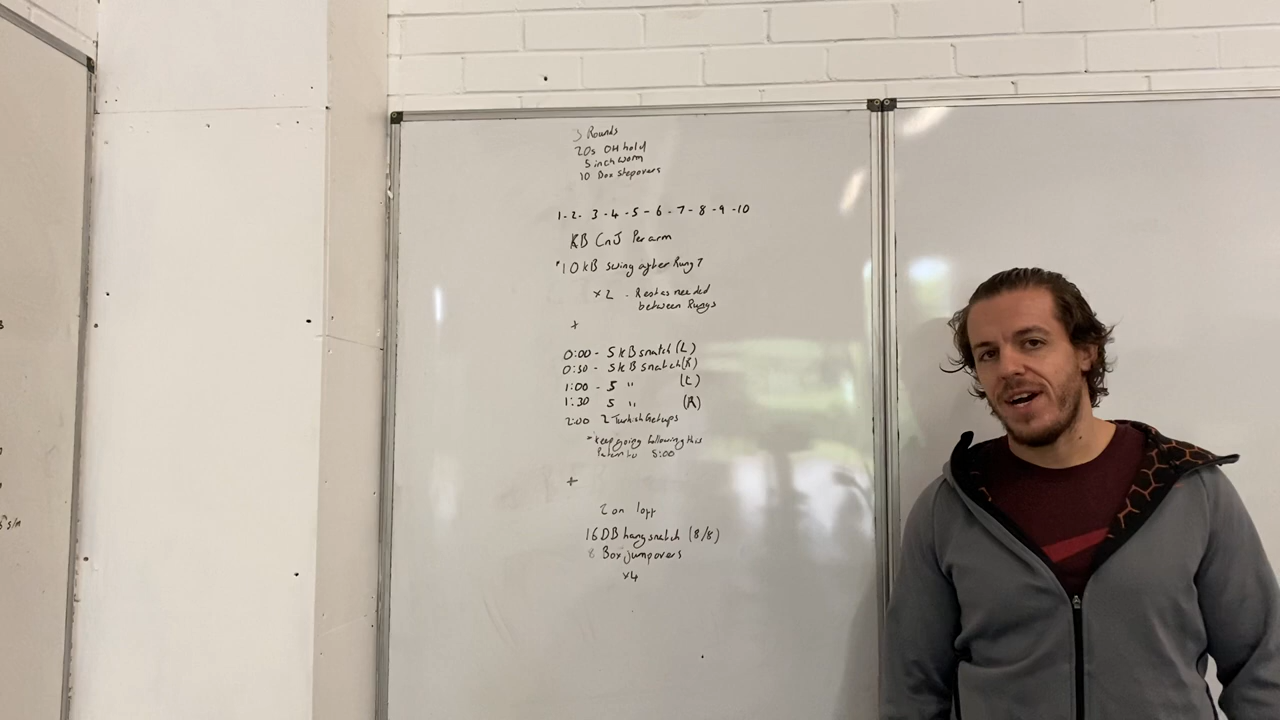 3 Rounds
20s OH hold
5 inch worm
10 Box stepovers
1-2-3-4-5-6-7-8-9-10
KB CnJ Per arm
*10 KB swing after Rung 7
x2 - Rest as needed
between Rungs
+
0:00 - 5 KB snatch (L)
0:30 - 5 KB snatch (R)
1:00 - 5 " (L)
1:30 5 " (R)
2:00 2 Turkish Getups
*keep going following this
5:00
+
2 on 1 off
16 DB hang snatch (8/8)
8 Box jumpovers
x4
s/m